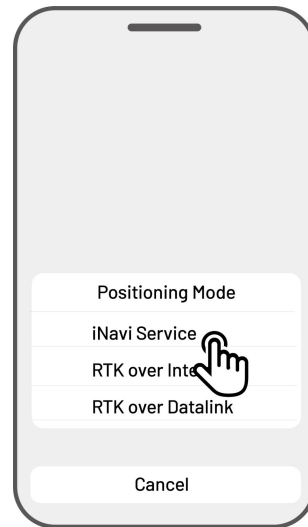 Positioning Mode
iNavi Service
RTK over Inte
RTK over Datalink
Cancel